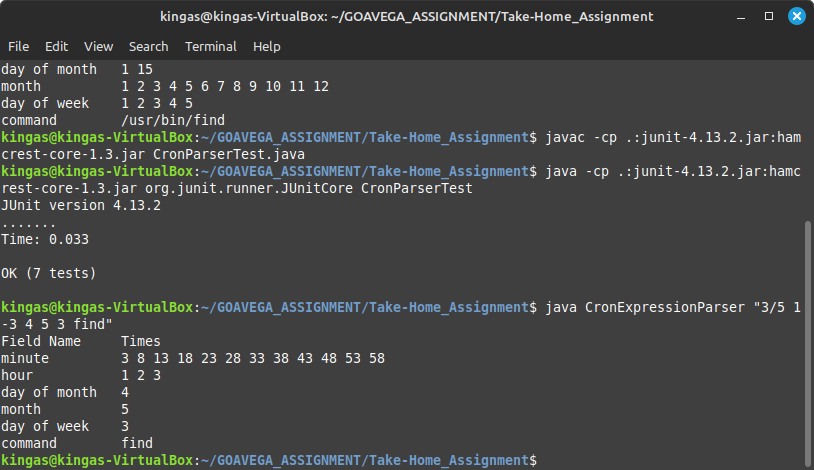 kingas@kingas-VirtualBox: ~/GOAVEGA_ASSIGNMENT/Take-Home_Assignment
File Edit View Search Terminal Help
day of month   1 15
month          1 2 3 4 5 6 7 8 9 10 11 12
day of week    1 2 3 4 5
command        /usr/bin/find
kingas@kingas-VirtualBox:~/GOAVEGA_ASSIGNMENT/Take-Home_Assignment$ javac -cp .:junit-4.13.2.jar:ham
crest-core-1.3.jar CronParserTest.java
kingas@kingas-VirtualBox:~/GOAVEGA_ASSIGNMENT/Take-Home_Assignment$ java -cp .:junit-4.13.2.jar:hamc
rest-core-1.3.jar org.junit.runner.JUnitCore CronParserTest
JUnit version 4.13.2
.......
Time: 0.033
OK (7 tests)
kingas@kingas-VirtualBox:~/GOAVEGA_ASSIGNMENT/Take-Home_Assignment$ java CronExpressionParser "3/5 1
-3 4 5 3 find"
Field Name     Times
minute         3 8 13 18 23 28 33 38 43 48 53 58
hour           1 2 3
day of month   4
month          5
day of week    3
command        find
kingas@kingas-VirtualBox:~/GOAVEGA_ASSIGNMENT/Take-Home_Assignment$